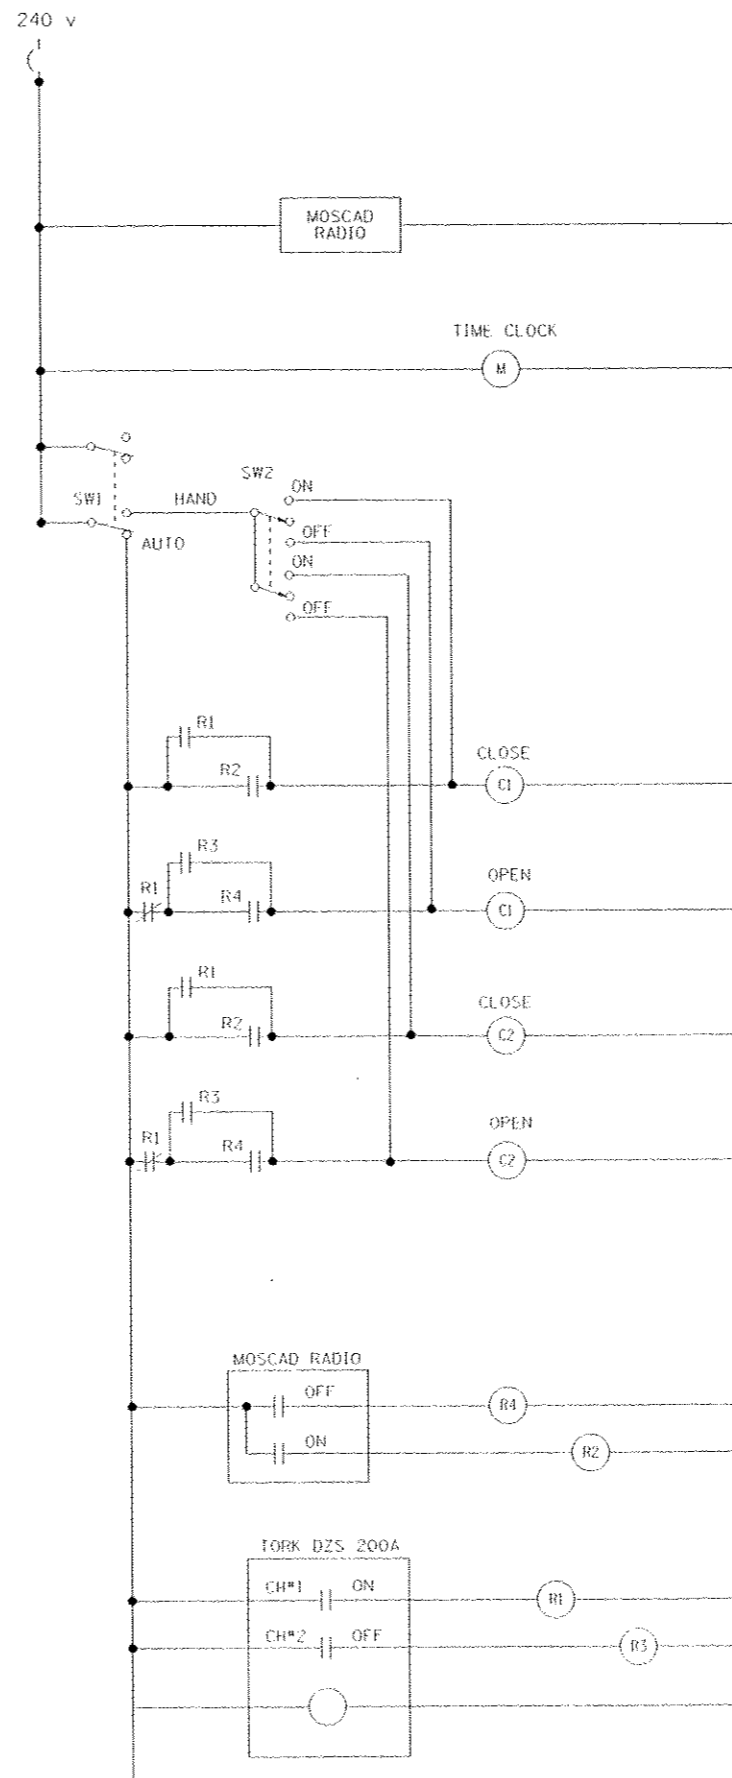 240 v
MOSCAD
RADIO
TIME CLOCK
M
SW1
HAND
AUTO
SW2
ON
OFF
ON
OFF
R1
R2
CLOSE
C1
R3
R1
R4
OPEN
C1
R1
R2
CLOSE
C2
R3
R1
R4
OPEN
C2
MOSCAD RADIO
OFF
R4
ON
R2
TORK DZS 200A
CH#1 ON
R1
CH#2 OFF
R3